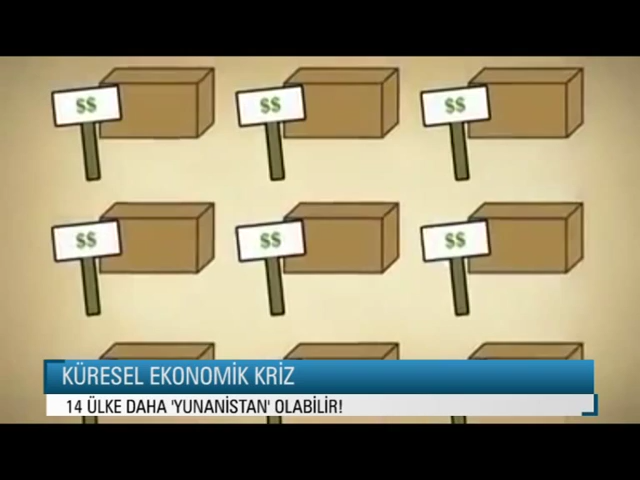 $$ $$ $$
$$ $$ $$
KÜRESEL EKONOMİK KRİZ
14 ÜLKE DAHA 'YUNANİSTAN' OLABİLİR!